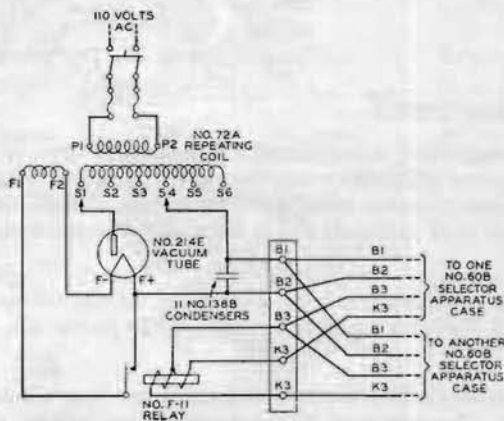 110 VOLTS
AC
P1
P2
NO. 72A
REPEATING
COIL
F1
F2
S1
S2
S3
S4
S5
S6
NO. 214E
VACUUM
TUBE
F-
F+
11 NO. 138B
CONDENSERS
B1
B2
B3
K3
B1
B2
B3
K3
TO ONE
NO. 60B
SELECTOR
APPARATUS
CASE
B1
B2
B3
K3
TO ANOTHER
NO. 60B
SELECTOR
APPARATUS
CASE
K3
NO. F-11
RELAY